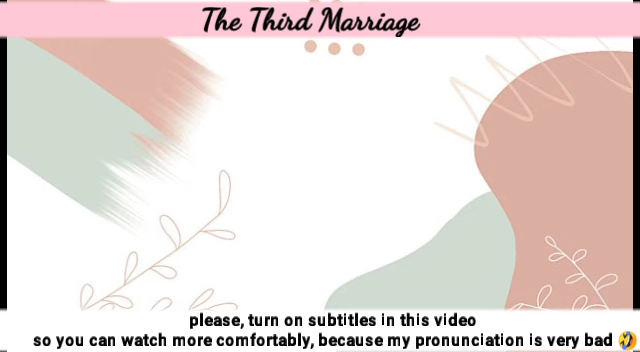 The Third Marriage
please, turn on subtitles in this video
so you can watch more comfortably, because my pronunciation is very bad 🤣